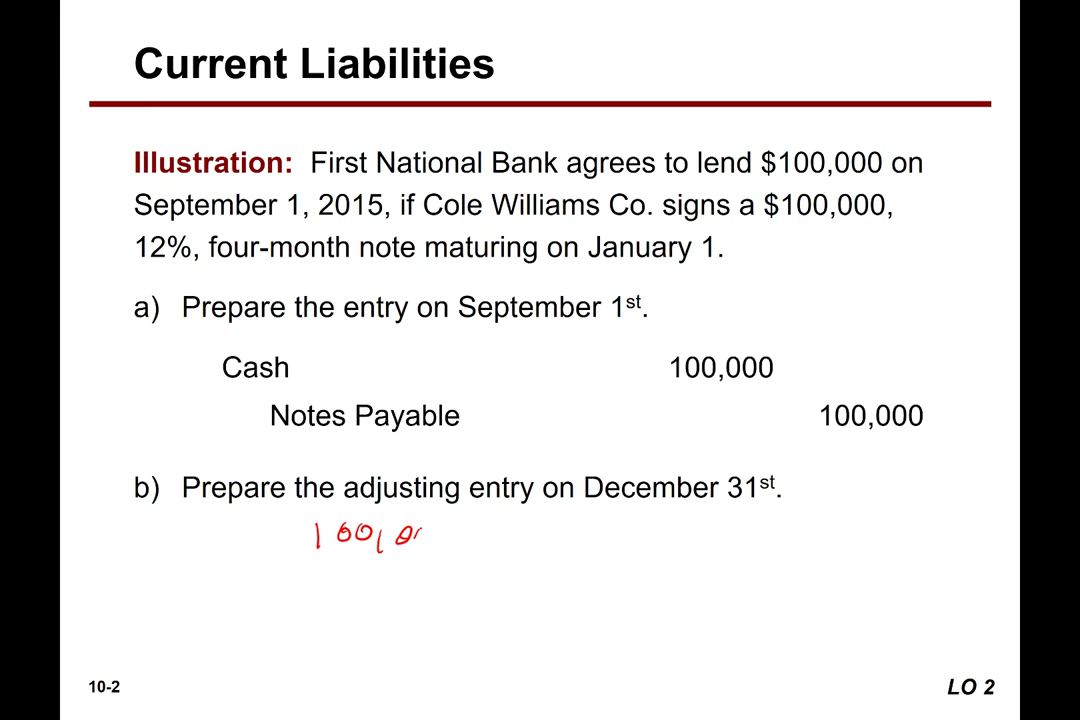 Current Liabilities
Illustration: First National Bank agrees to lend $100,000 on
September 1, 2015, if Cole Williams Co. signs a $100,000,
12%, four-month note maturing on January 1.
a) Prepare the entry on September 1st.
Cash 100,000
Notes Payable 100,000
b) Prepare the adjusting entry on December 31st.
100,0
10-2 LO 2